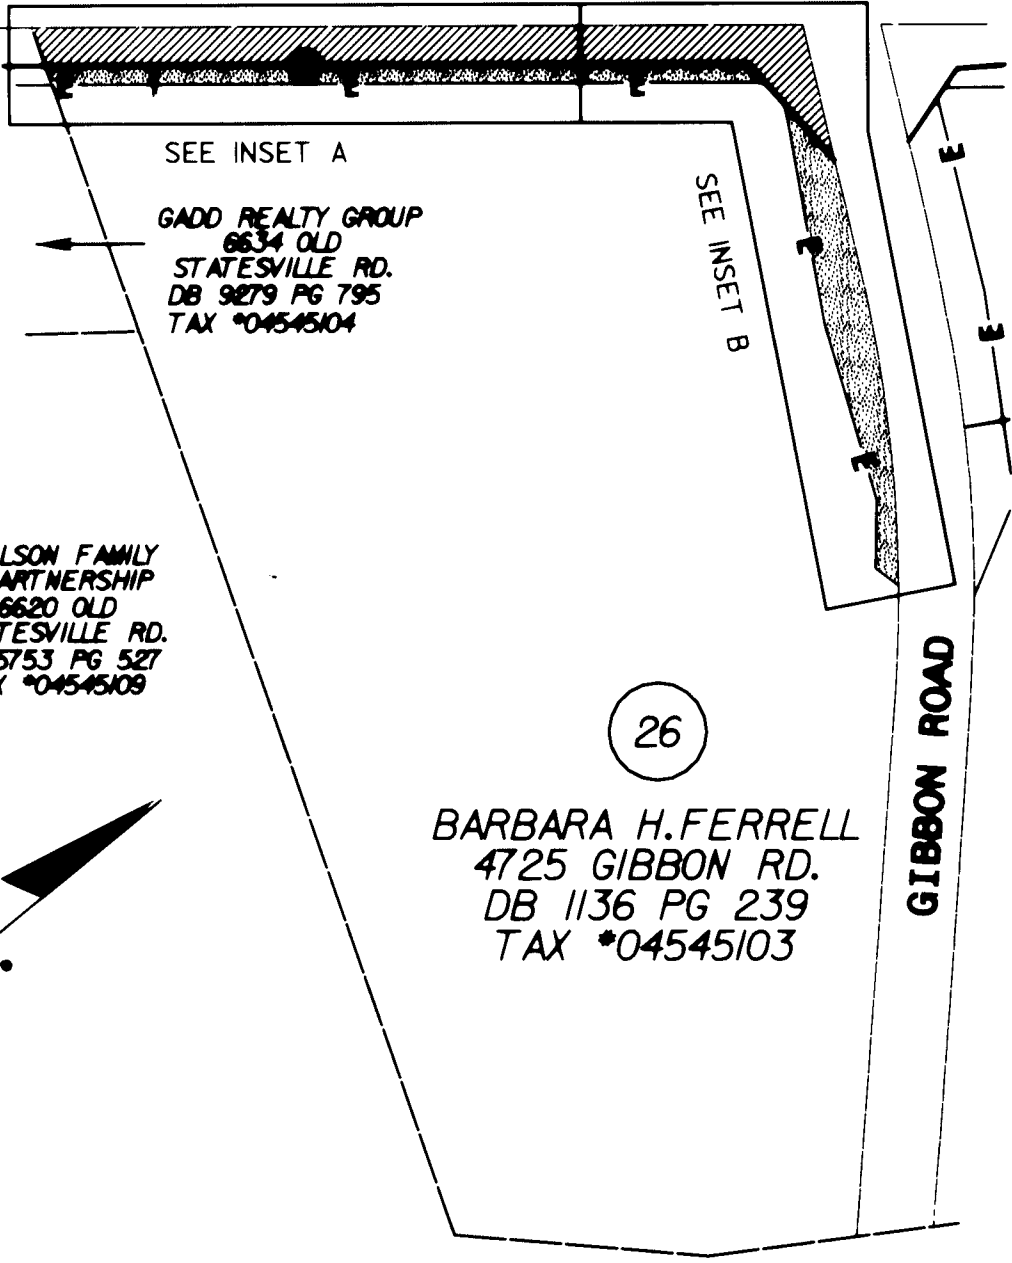 SEE INSET A
GADD REALTY GROUP
6634 OLD
STATESVILLE RD.
DB 9279 PG 795
TAX *04545104
SEE INSET B
E
E
E
E
E
E
E
LSON FAMILY
ARTNERSHIP
6620 OLD
TESVILLE RD.
5753 PG 527
X *04545109
26
BARBARA H. FERRELL
4725 GIBBON RD.
DB 1136 PG 239
TAX *04545103
GIBBON ROAD